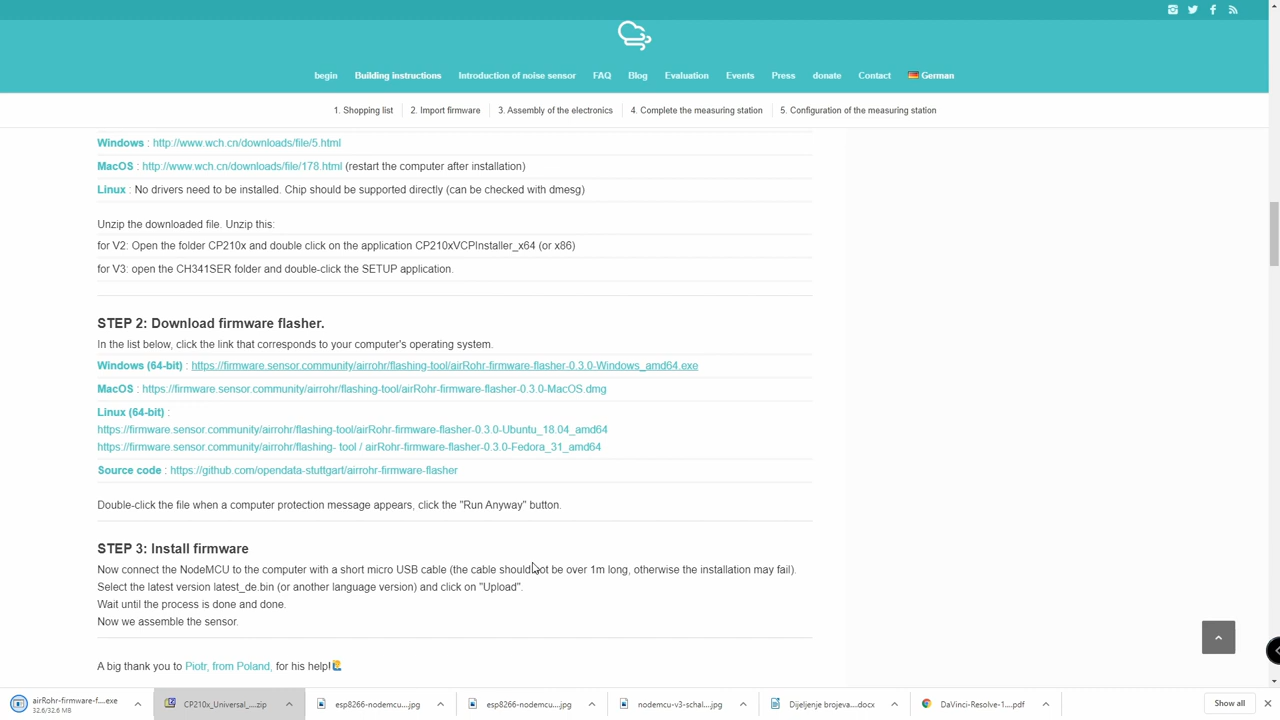 begin Building instructions Introduction of noise sensor FAQ Blog Evaluation Events Press donate Contact German
1. Shopping list 2. Import firmware 3. Assembly of the electronics 4. Complete the measuring station 5. Configuration of the measuring station
Windows : http://www.wch.cn/downloads/file/5.html
MacOS : http://www.wch.cn/downloads/file/178.html (restart the computer after installation)
Linux : No drivers need to be installed. Chip should be supported directly (can be checked with dmesg)
Unzip the downloaded file. Unzip this:
for V2: Open the folder CP210x and double click on the application CP210xVCPInstaller_x64 (or x86)
for V3: open the CH341SER folder and double-click the SETUP application.
STEP 2: Download firmware flasher.
In the list below, click the link that corresponds to your computer's operating system.
Windows (64-bit) : https://firmware.sensor.community/airrohr/flashing-tool/airRohr-firmware-flasher-0.3.0-Windows_amd64.exe
MacOS : https://firmware.sensor.community/airrohr/flashing-tool/airRohr-firmware-flasher-0.3.0-MacOS.dmg
Linux (64-bit) :
https://firmware.sensor.community/airrohr/flashing-tool/airRohr-firmware-flasher-0.3.0-Ubuntu_18.04_amd64
https://firmware.sensor.community/airrohr/flashing- tool / airRohr-firmware-flasher-0.3.0-Fedora_31_amd64
Source code : https://github.com/opendata-stuttgart/airrohr-firmware-flasher
Double-click the file when a computer protection message appears, click the "Run Anyway" button.
STEP 3: Install firmware
Now connect the NodeMCU to the computer with a short micro USB cable (the cable should not be over 1m long, otherwise the installation may fail).
Select the latest version latest_de.bin (or another language version) and click on "Upload".
Wait until the process is done and done.
Now we assemble the sensor.
A big thank you to Piotr, from Poland, for his help!
airRohr-firmware-f....exe CP210x_Universal_....zip esp8266-nodemcu....jpg esp8266-nodemcu....jpg nodemcu-v3-schal....jpg Dijeljenje brojeva....docx DaVinci-Resolve-1....pdf Show all
32.6/32.6 MB